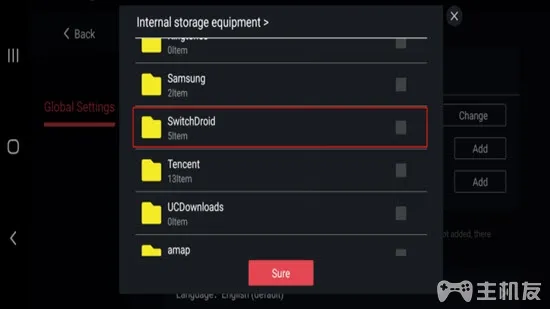 Internal storage equipment >
Back
0Item
Samsung
2Item
Global Settings
SwitchDroid
5Item
Change
Tencent
13Item
Add
UCDownloads
0Item
Add
amap
not added, there
Sure
Language: English (default)
主机友